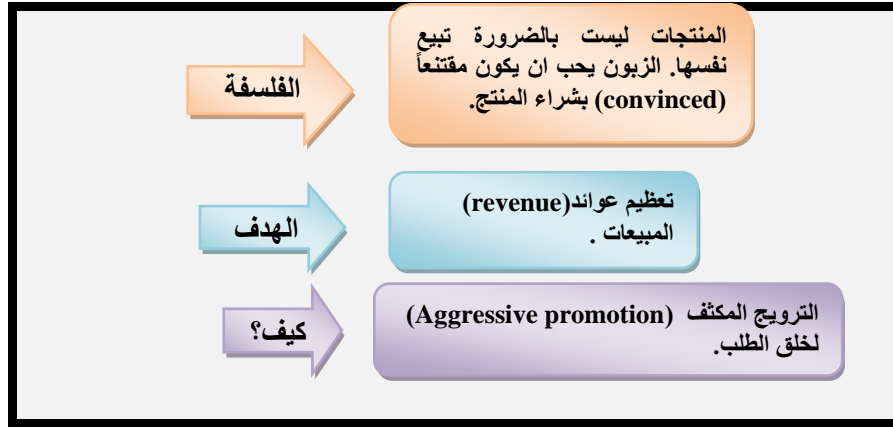 الفلسفة
المنتجات ليست بالضرورة تبيع
نفسها. الزبون يحب ان يكون مقتنعاً
(convinced) بشراء المنتج.
الهدف
تعظيم عوائد(revenue)
المبيعات .
كيف؟
الترويج المكثف (Aggressive promotion)
لخلق الطلب.